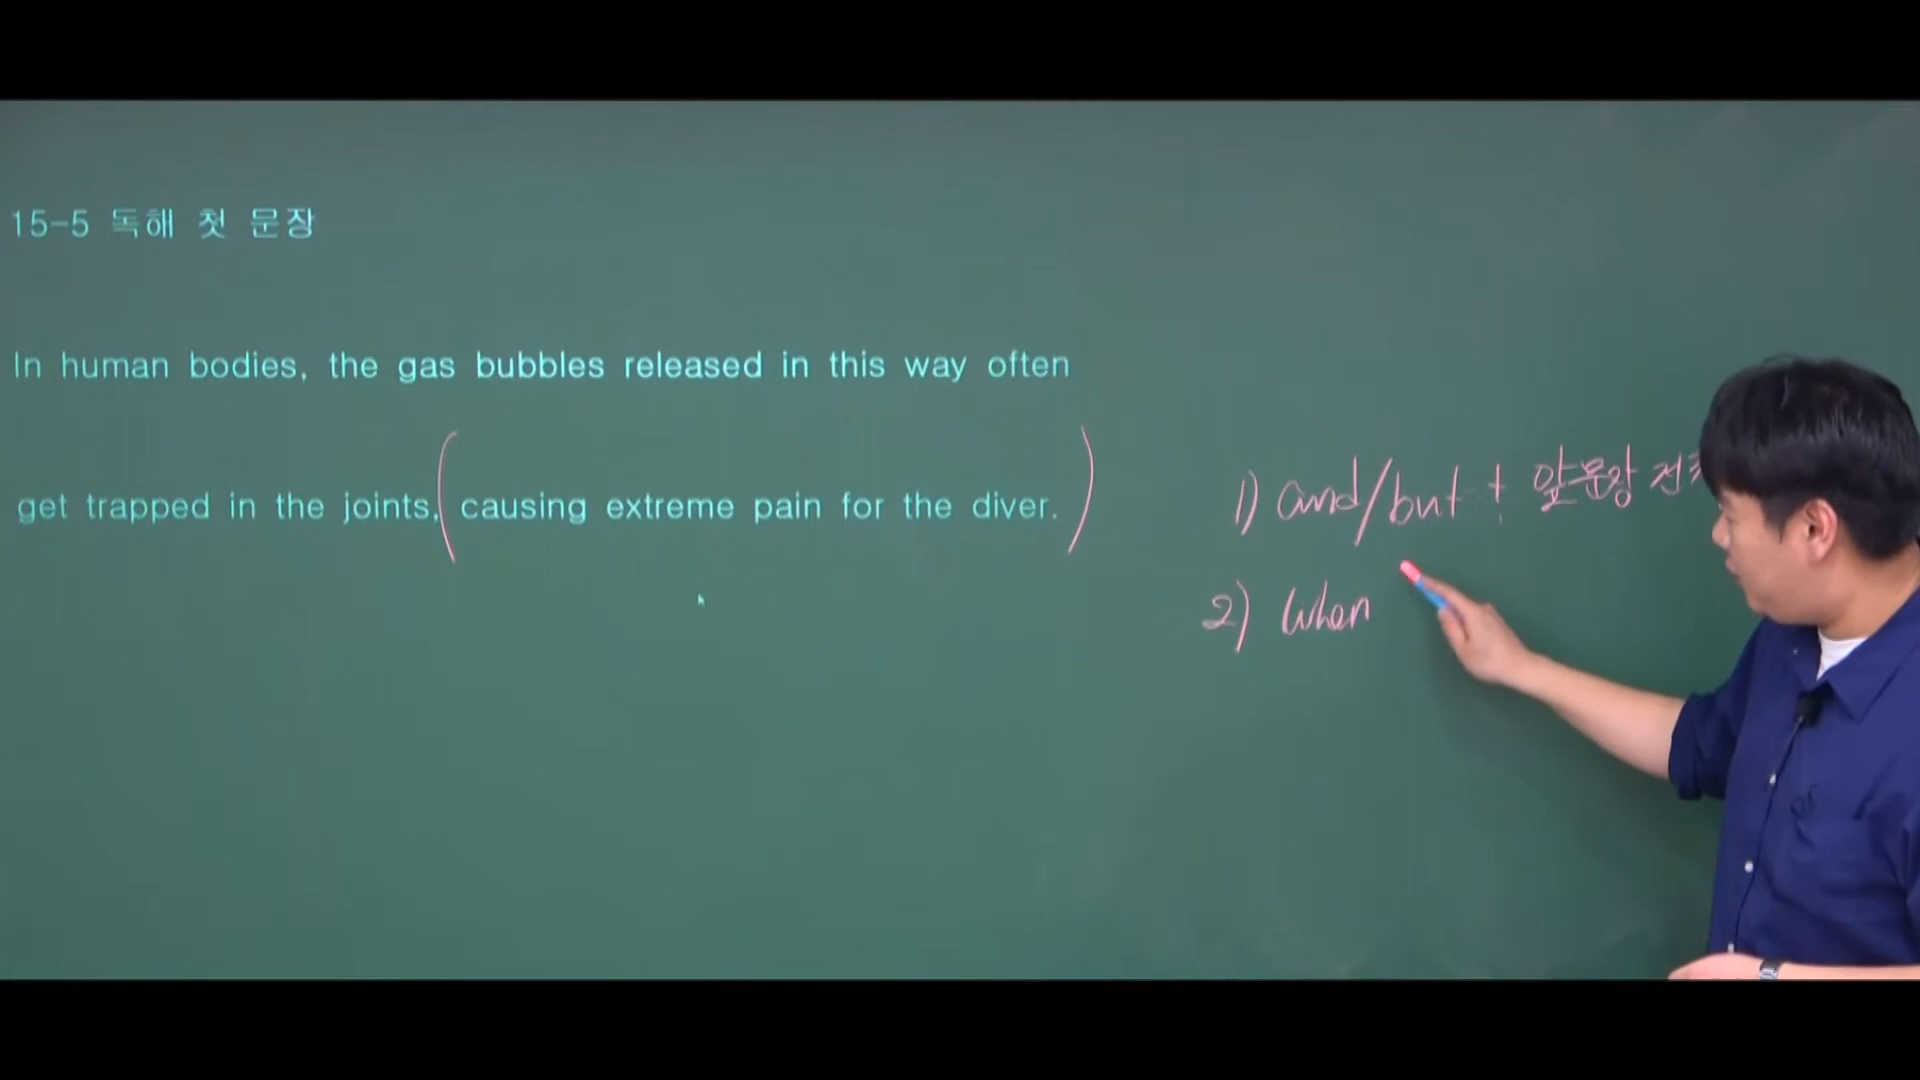 15-5 독해 첫 문장
In human bodies, the gas bubbles released in this way often
get trapped in the joints, ( causing extreme pain for the diver. )
1) and/but + 앞문장
2) when